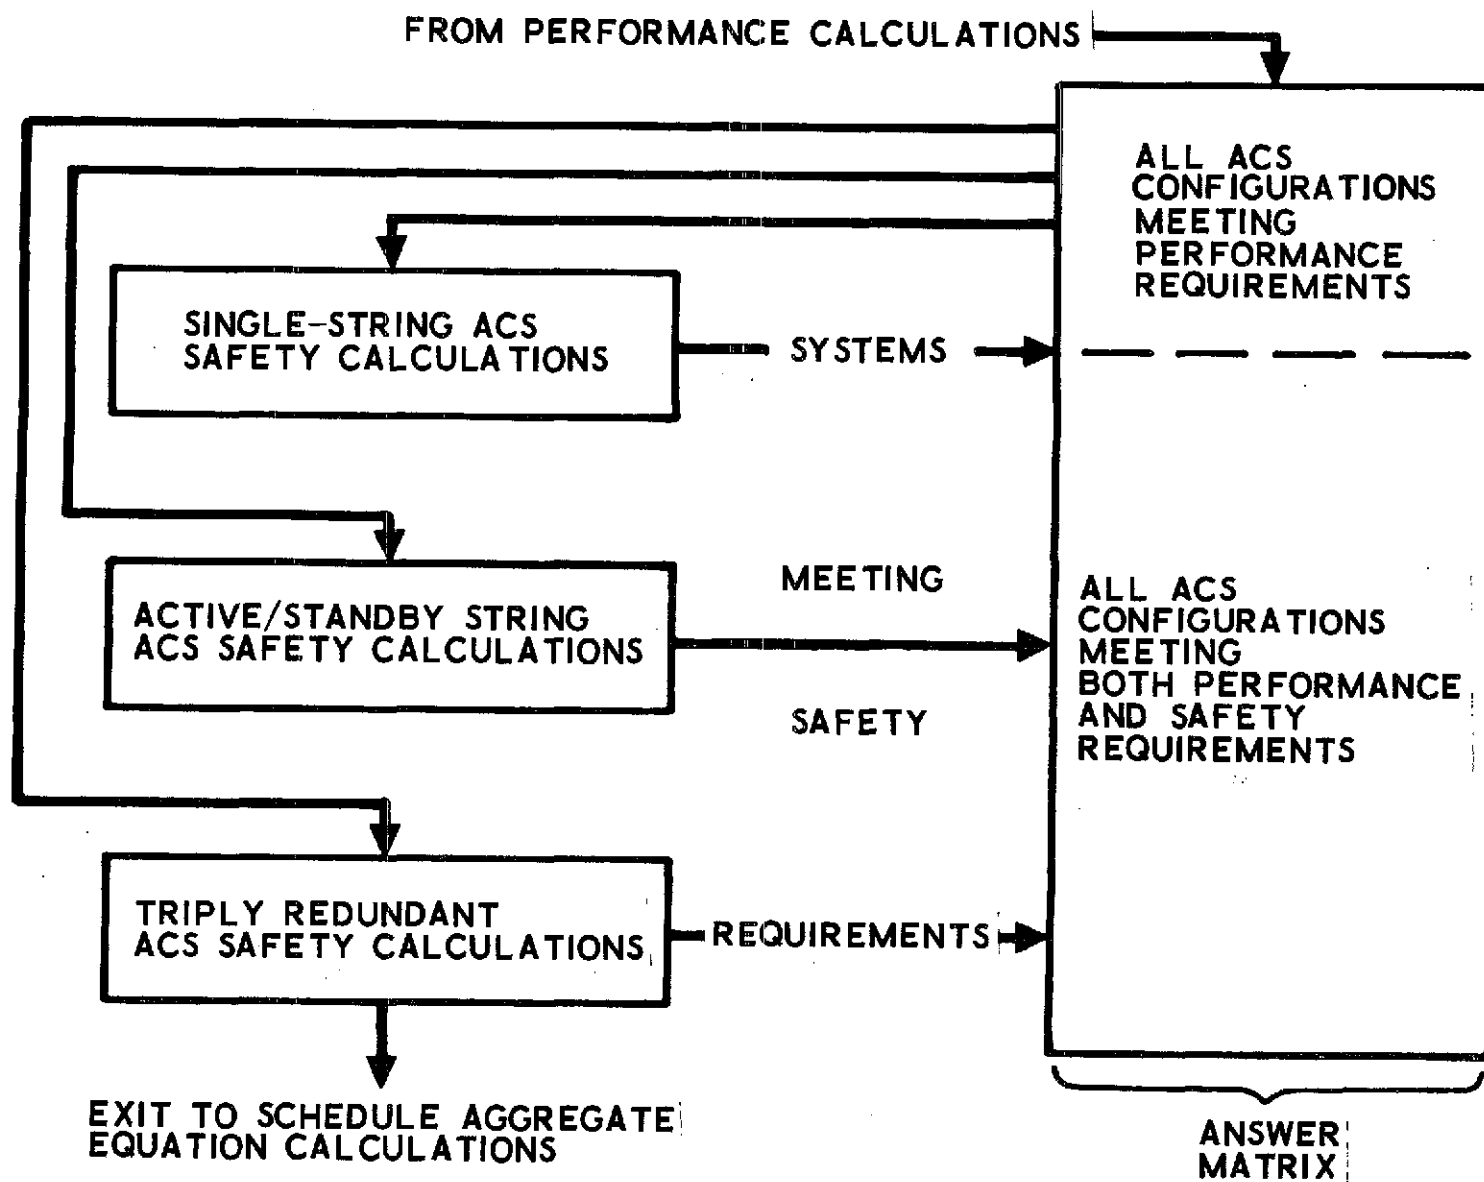 FROM PERFORMANCE CALCULATIONS
ALL ACS
CONFIGURATIONS
MEETING
PERFORMANCE
REQUIREMENTS
SINGLE-STRING ACS
SAFETY CALCULATIONS
SYSTEMS
ACTIVE/STANDBY STRING
ACS SAFETY CALCULATIONS
MEETING
SAFETY
ALL ACS
CONFIGURATIONS
MEETING
BOTH PERFORMANCE
AND SAFETY
REQUIREMENTS
TRIPLY REDUNDANT
ACS SAFETY CALCULATIONS
REQUIREMENTS
EXIT TO SCHEDULE AGGREGATE
EQUATION CALCULATIONS
ANSWER
MATRIX